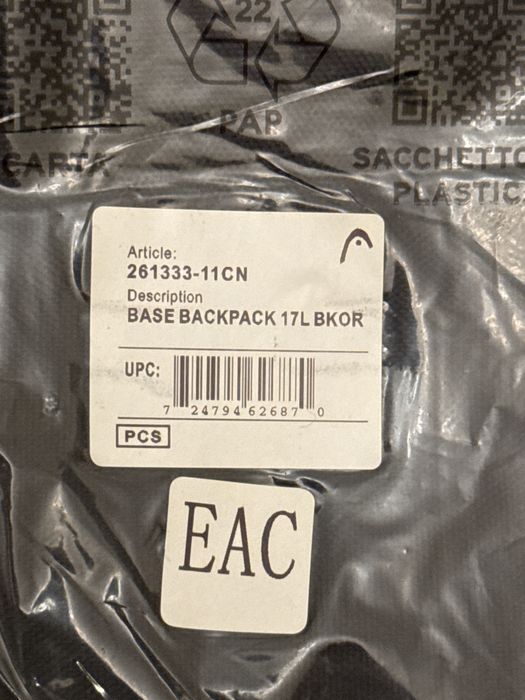 22
PAP
CARTA
SACCHETTO
PLASTICA
Article:
261333-11CN
Description
BASE BACKPACK 17L BKOR
UPC:
7 24794 62687 0
PCS
EAC